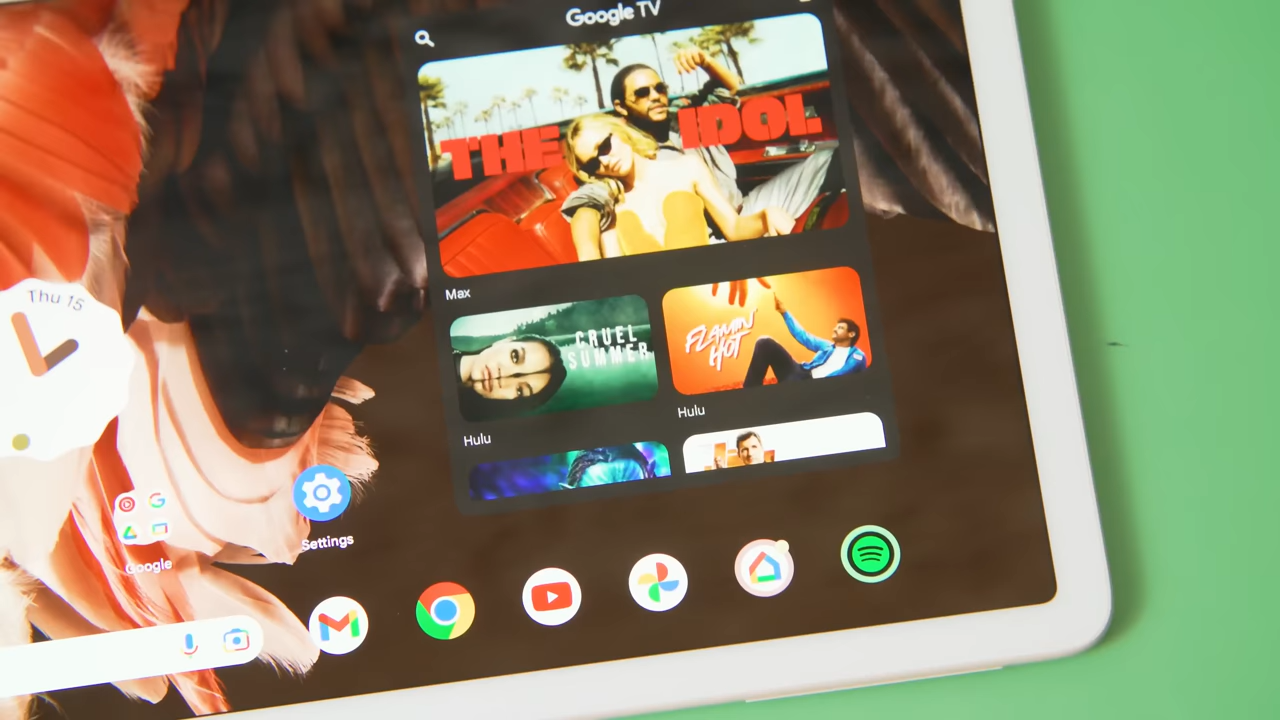 Google TV
THE IDOL
Max
CRUEL
SUMMER
FLAMIN'
HOT
Hulu
Hulu
Thu 15
Settings
Google